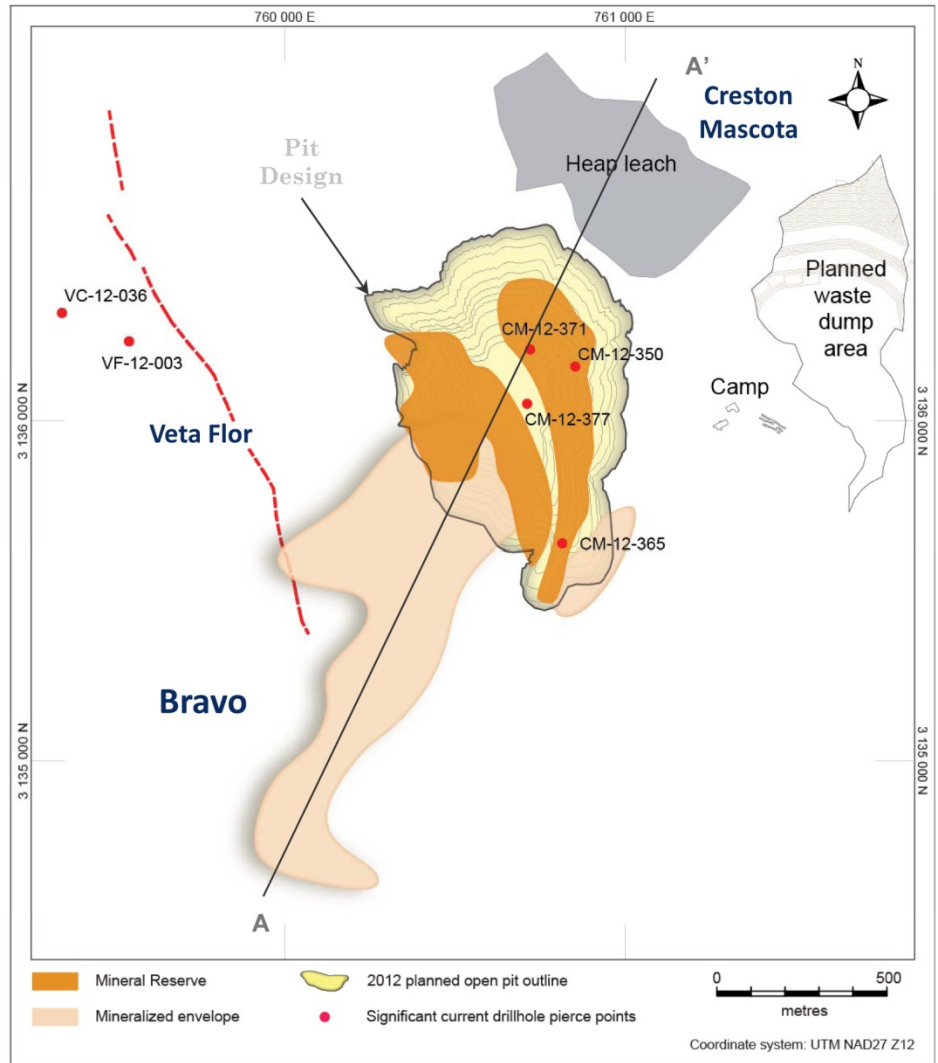 760 000 E
761 000 E
A'
Creston
Mascota
N
Pit
Design
Heap leach
Planned
waste
dump
area
VC-12-036
VF-12-003
CM-12-371
CM-12-350
CM-12-377
Camp
3 136 000 N
3 136 000 N
Veta Flor
CM-12-365
Bravo
3 135 000 N
3 135 000 N
A
Mineral Reserve
2012 planned open pit outline
0
500
Mineralized envelope
Significant current drillhole pierce points
metres
Coordinate system: UTM NAD27 Z12